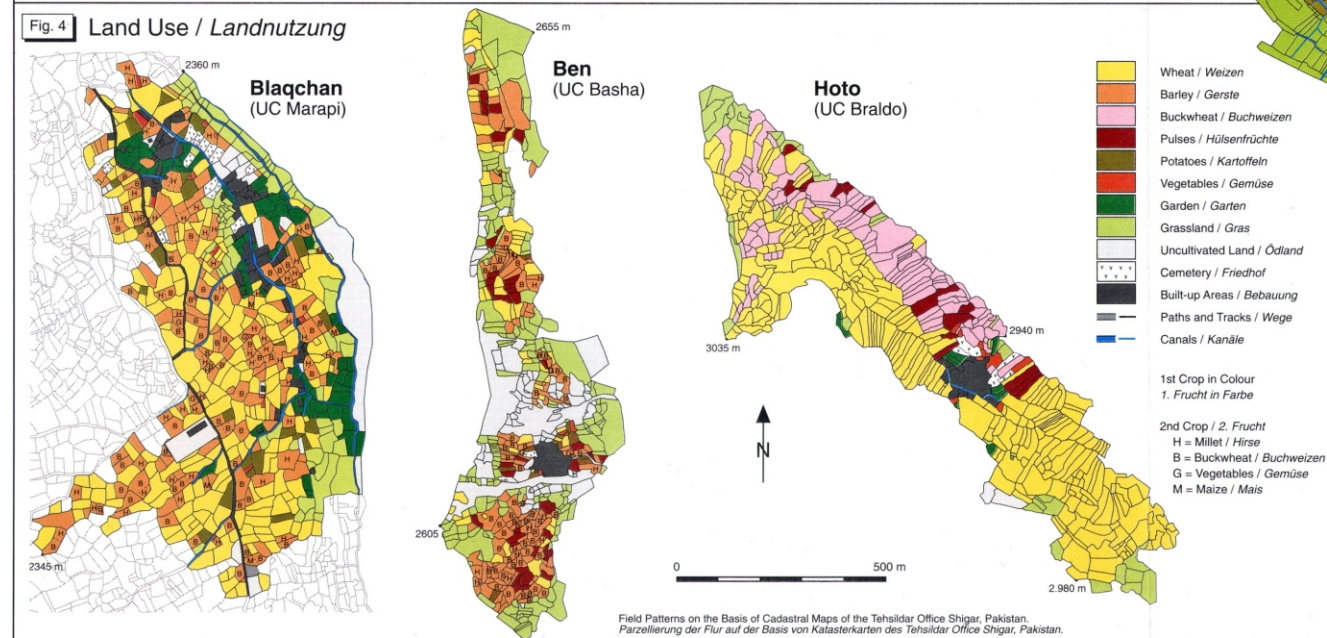 Fig. 4
Land Use / Landnutzung
Blaqchan
(UC Marapi)
2360 m
2345 m
Ben
(UC Basha)
2655 m
2605
Hoto
(UC Braldo)
3035 m
2940 m
2.980 m
N
0
500 m
Wheat / Weizen
Barley / Gerste
Buckwheat / Buchweizen
Pulses / Hülsenfrüchte
Potatoes / Kartoffeln
Vegetables / Gemüse
Garden / Garten
Grassland / Gras
Uncultivated Land / Ödland
Cemetery / Friedhof
Built-up Areas / Bebauung
Paths and Tracks / Wege
Canals / Kanäle
1st Crop in Colour
1. Frucht in Farbe
2nd Crop / 2. Frucht
H = Millet / Hirse
B = Buckwheat / Buchweizen
G = Vegetables / Gemüse
M = Maize / Mais
Field Patterns on the Basis of Cadastral Maps of the Tehsildar Office Shigar, Pakistan.
Parzellierung der Flur auf der Basis von Katasterkarten des Tehsildar Office Shigar, Pakistan.